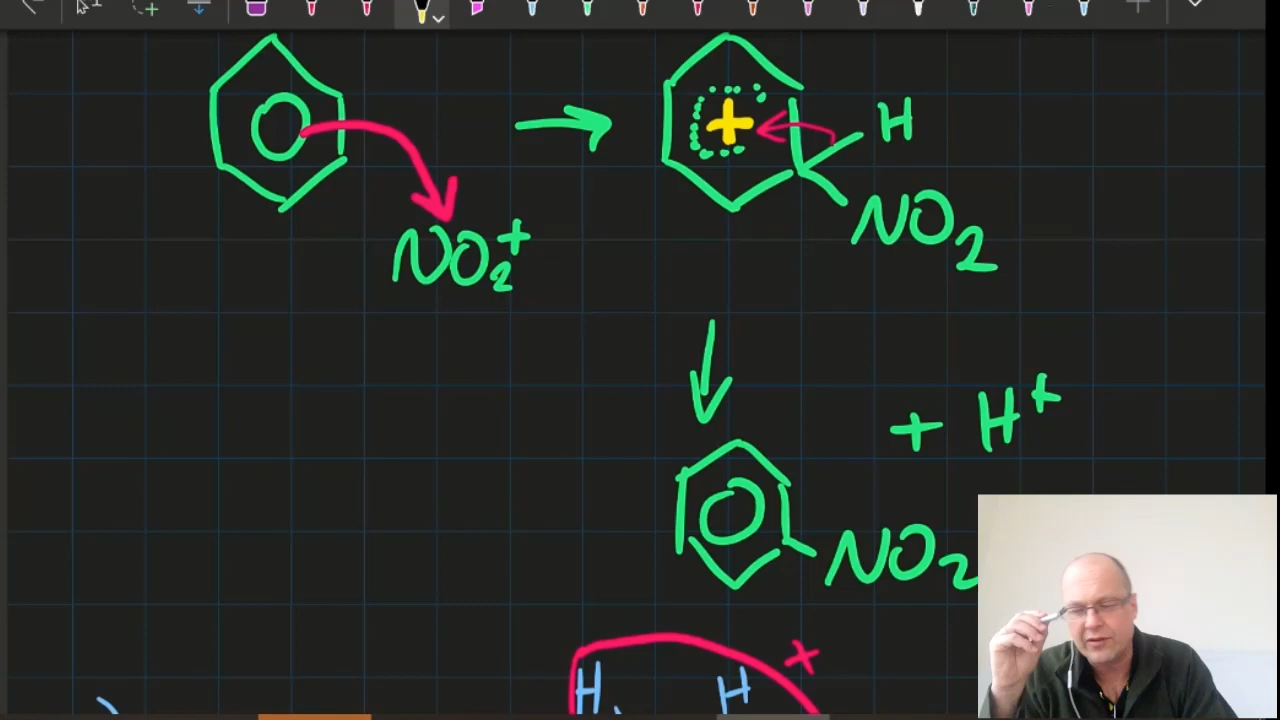 + H
NO₂⁺
NO₂
+ H⁺
NO₂
x
H H